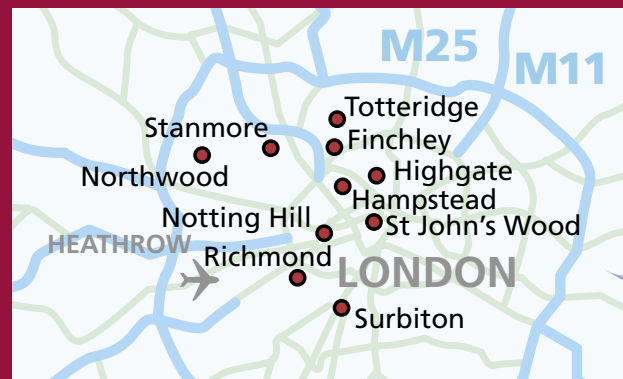 M25
M11
Totteridge
Stanmore
Finchley
Northwood
Highgate
Hampstead
Notting Hill
St John's Wood
HEATHROW
Richmond
LONDON
Surbiton